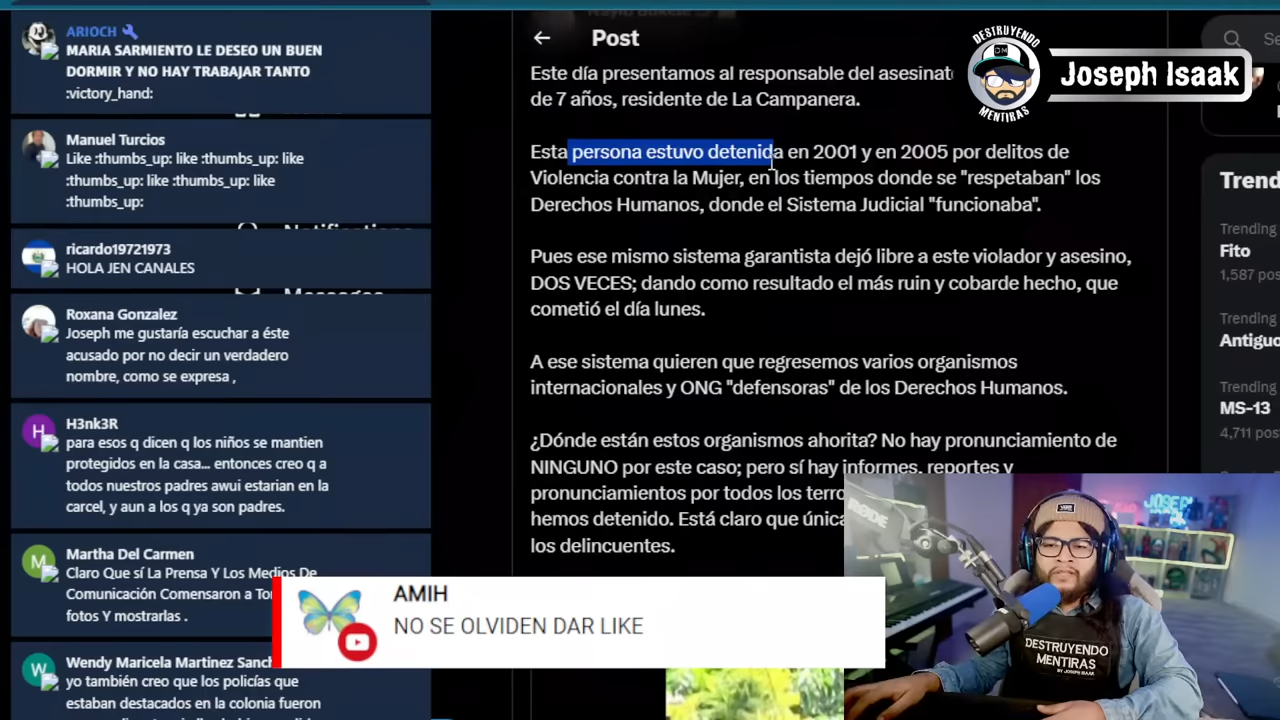 ARIOCH
MARIA SARMIENTO LE DESEO UN BUEN
DORMIR Y NO HAY TRABAJAR TANTO
:victory_hand:
Manuel Turcios
Like :thumbs_up: like :thumbs_up: like
:thumbs_up: like :thumbs_up: like
:thumbs_up:
ricardo19721973
HOLA JEN CANALES
Notifications
Messages
Roxana Gonzalez
Joseph me gustaría escuchar a éste
acusado por no decir un verdadero
nombre, como se expresa ,
H3nk3R
para esos q dicen q los niños se mantien
protegidos en la casa... entonces creo q a
todos nuestros padres awui estarian en la
carcel, y aun a los q ya son padres.
Martha Del Carmen
Claro Que sí La Prensa Y Los Medios De
Comunicación Comensaron a
fotos Y mostrarlas .
Wendy Maricela Martinez
yo también creo que los policías que
estaban destacados en la colonia fueron
Post
Este día presentamos al responsable del
de 7 años, residente de La Campanera.
Esta persona estuvo detenida en 2001 y en 2005 por delitos de
Violencia contra la Mujer, en los tiempos donde se "respetaban" los
Derechos Humanos, donde el Sistema Judicial "funcionaba".
Pues ese mismo sistema garantista dejó libre a este violador y asesino,
DOS VECES; dando como resultado el más ruin y cobarde hecho, que
cometió el día lunes.
A ese sistema quieren que regresemos varios organismos
internacionales y ONG "defensoras" de los Derechos Humanos.
¿Dónde están estos organismos ahorita? No hay pronunciamiento de
NINGUNO por este caso; pero sí hay informes, reportes y
pronunciamientos por todos los
hemos detenido. Está claro que
los delincuentes.
AMIH
NO SE OLVIDEN DAR LIKE
DESTRUYENDO
DM
MENTIRAS
Joseph Isaak
Trending
Fito
1,587
Trending
Trending
MS-13
4,711
RØDE
JOSEPH
DESTRUYENDO
MENTIRAS
BY JOSEPH ISAAK